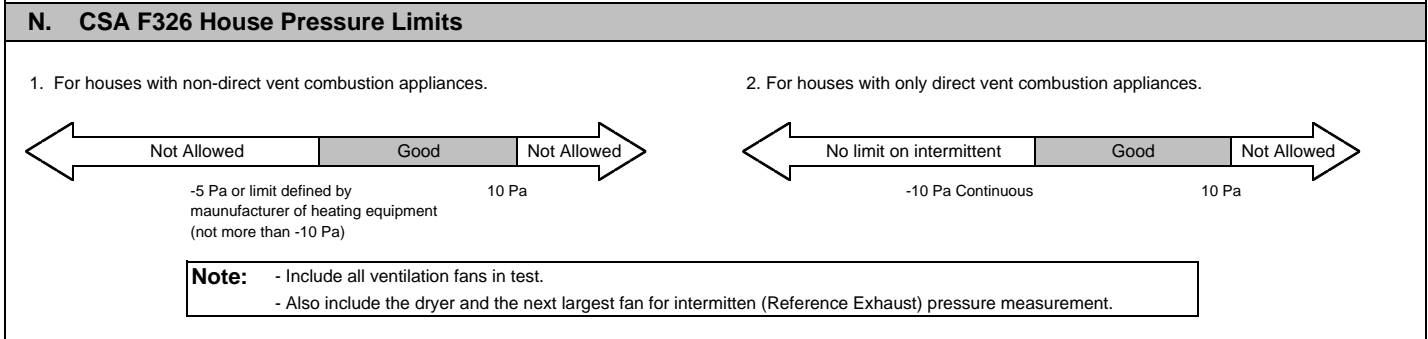 N. CSA F326 House Pressure Limits
1. For houses with non-direct vent combustion appliances.
Not Allowed Good Not Allowed
-5 Pa or limit defined by 10 Pa
maunufacturer of heating equipment
(not more than -10 Pa)
2. For houses with only direct vent combustion appliances.
No limit on intermittent Good Not Allowed
-10 Pa Continuous 10 Pa
Note: - Include all ventilation fans in test.
- Also include the dryer and the next largest fan for intermitten (Reference Exhaust) pressure measurement.